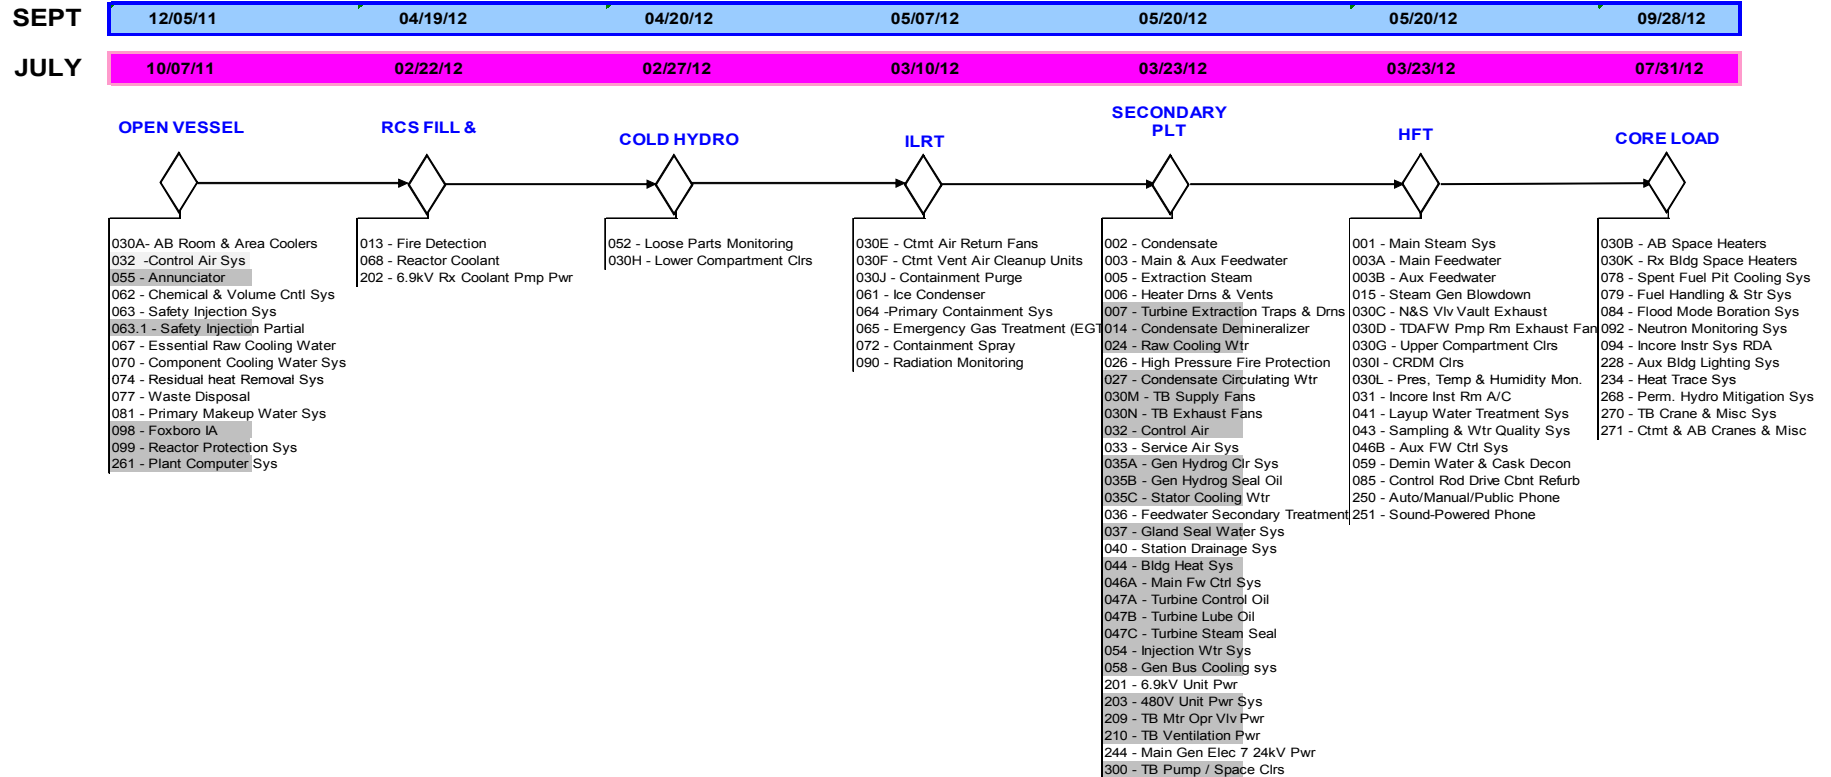 SEPT 12/05/11 04/19/12 04/20/12 05/07/12 05/20/12 05/20/12 09/28/12
JULY 10/07/11 02/22/12 02/27/12 03/10/12 03/23/12 03/23/12 07/31/12
OPEN VESSEL
030A- AB Room & Area Coolers
032 -Control Air Sys
055 - Annunciator
062 - Chemical & Volume Cntl Sys
063 - Safety Injection Sys
063.1 - Safety Injection Partial
067 - Essential Raw Cooling Water
070 - Component Cooling Water Sys
074 - Residual heat Removal Sys
077 - Waste Disposal
081 - Primary Makeup Water Sys
098 - Foxboro IA
099 - Reactor Protection Sys
261 - Plant Computer Sys
RCS FILL &
013 - Fire Detection
068 - Reactor Coolant
202 - 6.9kV Rx Coolant Pmp Pwr
COLD HYDRO
052 - Loose Parts Monitoring
030H - Lower Compartment Clrs
ILRT
030E - Ctmt Air Return Fans
030F - Ctmt Vent Air Cleanup Units
030J - Containment Purge
061 - Ice Condenser
064 -Primary Containment Sys
065 - Emergency Gas Treatment (EGT
072 - Containment Spray
090 - Radiation Monitoring
SECONDARY
PLT
002 - Condensate
003 - Main & Aux Feedwater
005 - Extraction Steam
006 - Heater Drns & Vents
007 - Turbine Extraction Traps & Drns
014 - Condensate Demineralizer
024 - Raw Cooling Wtr
026 - High Pressure Fire Protection
027 - Condensate Circulating Wtr
030M - TB Supply Fans
030N - TB Exhaust Fans
032 - Control Air
033 - Service Air Sys
035A - Gen Hydrog Clr Sys
035B - Gen Hydrog Seal Oil
035C - Stator Cooling Wtr
036 - Feedwater Secondary Treatment
037 - Gland Seal Water Sys
040 - Station Drainage Sys
044 - Bldg Heat Sys
046A - Main Fw Ctrl Sys
047A - Turbine Control Oil
047B - Turbine Lube Oil
047C - Turbine Steam Seal
054 - Injection Wtr Sys
058 - Gen Bus Cooling sys
201 - 6.9kV Unit Pwr
203 - 480V Unit Pwr Sys
209 - TB Mtr Opr Vlv Pwr
210 - TB Ventilation Pwr
244 - Main Gen Elec 7 24kV Pwr
300 - TB Pump / Space Clrs
HFT
001 - Main Steam Sys
003A - Main Feedwater
003B - Aux Feedwater
015 - Steam Gen Blowdown
030C - N&S Vlv Vault Exhaust
030D - TDAFW Pmp Rm Exhaust Fan
030G - Upper Compartment Clrs
030I - CRDM Clrs
030L - Pres, Temp & Humidity Mon.
031 - Incore Inst Rm A/C
041 - Layup Water Treatment Sys
043 - Sampling & Wtr Quality Sys
046B - Aux FW Ctrl Sys
059 - Demin Water & Cask Decon
085 - Control Rod Drive Cbnt Refurb
250 - Auto/Manual/Public Phone
251 - Sound-Powered Phone
CORE LOAD
030B - AB Space Heaters
030K - Rx Bldg Space Heaters
078 - Spent Fuel Pit Cooling Sys
079 - Fuel Handling & Str Sys
084 - Flood Mode Boration Sys
092 - Neutron Monitoring Sys
094 - Incore Instr Sys RDA
228 - Aux Bldg Lighting Sys
234 - Heat Trace Sys
268 - Perm. Hydro Mitigation Sys
270 - TB Crane & Misc Sys
271 - Ctmt & AB Cranes & Misc